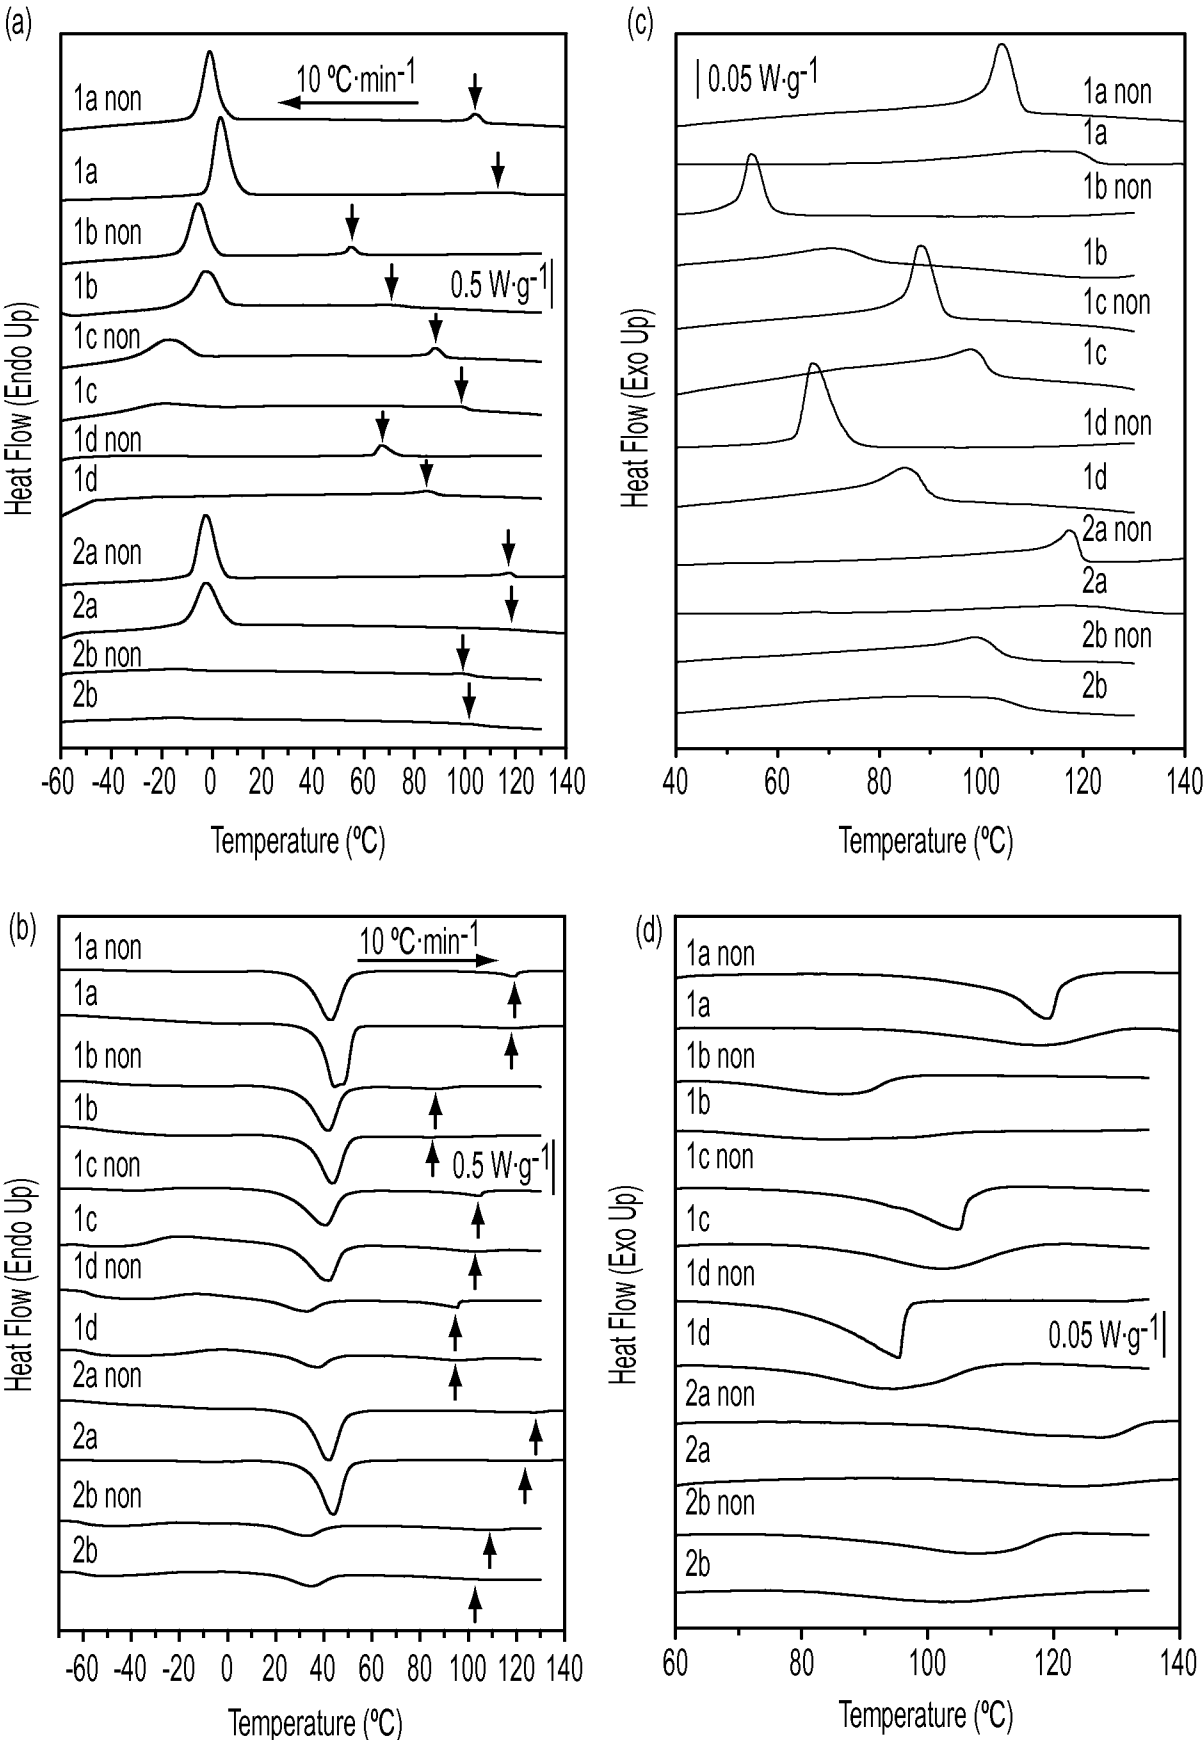 (a)
10 ºC·min-1
1a non
1a
1b non
1b
0.5 W·g-1
1c non
1c
1d non
1d
2a non
2a
2b non
2b
Heat Flow (Endo Up)
-60 -40 -20 0 20 40 60 80 100 120 140
Temperature (ºC)
(c)
0.05 W·g-1
1a non
1a
1b non
1b
1c non
1c
1d non
1d
2a non
2a
2b non
2b
Heat Flow (Exo Up)
40 60 80 100 120 140
Temperature (ºC)
(b)
1a non
10 ºC·min-1
1a
1b non
1b
0.5 W·g-1
1c non
1c
1d non
1d
2a non
2a
2b non
2b
Heat Flow (Endo Up)
-60 -40 -20 0 20 40 60 80 100 120 140
Temperature (ºC)
(d)
1a non
1a
1b non
1b
1c non
1c
1d non
1d
0.05 W·g-1
2a non
2a
2b non
2b
Heat Flow (Exo Up)
60 80 100 120 140
Temperature (ºC)